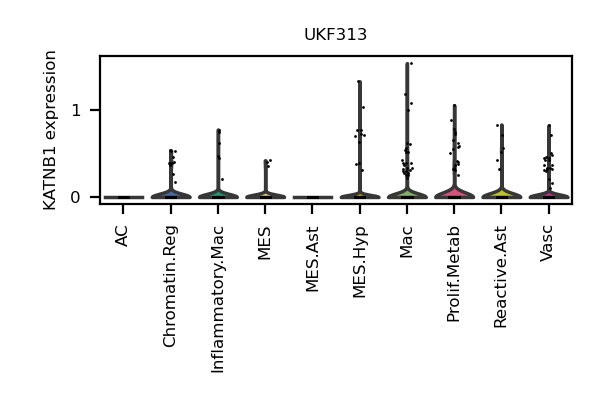 UKF313
KATNB1 expression
1
0
AC
Chromatin.Reg
Inflammatory.Mac
MES
MES.Ast
MES.Hyp
Mac
Prolif.Metab
Reactive.Ast
Vasc